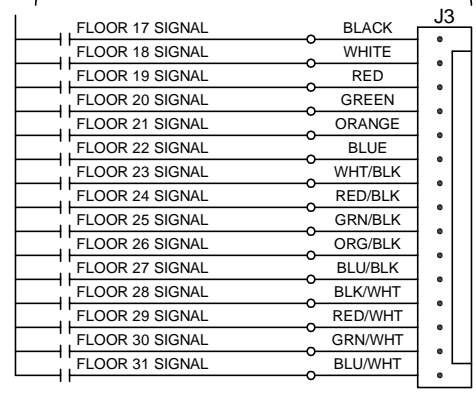 J3
FLOOR 17 SIGNAL BLACK
FLOOR 18 SIGNAL WHITE
FLOOR 19 SIGNAL RED
FLOOR 20 SIGNAL GREEN
FLOOR 21 SIGNAL ORANGE
FLOOR 22 SIGNAL BLUE
FLOOR 23 SIGNAL WHT/BLK
FLOOR 24 SIGNAL RED/BLK
FLOOR 25 SIGNAL GRN/BLK
FLOOR 26 SIGNAL ORG/BLK
FLOOR 27 SIGNAL BLU/BLK
FLOOR 28 SIGNAL BLK/WHT
FLOOR 29 SIGNAL RED/WHT
FLOOR 30 SIGNAL GRN/WHT
FLOOR 31 SIGNAL BLU/WHT